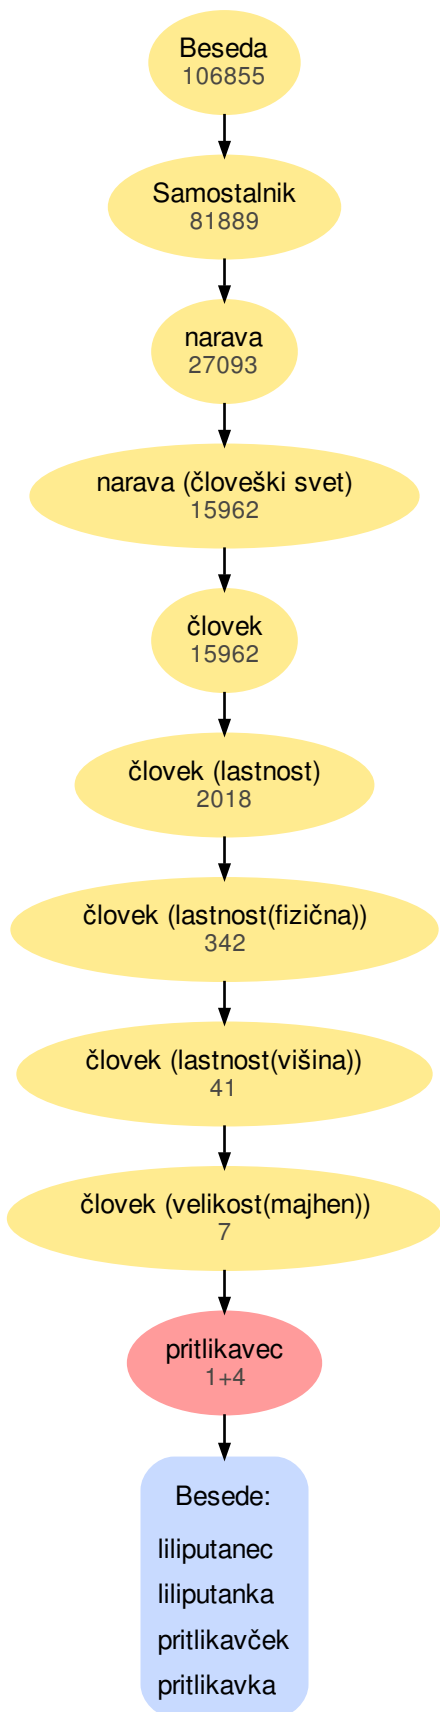 Beseda
106855
Samostalnik
81889
narava
27093
narava (človeški svet)
15962
človek
15962
človek (lastnost)
2018
človek (lastnost(fizična))
342
človek (lastnost(višina))
41
človek (velikost(majhen))
7
pritlikavec
1+4
Besede:
liliputanec
liliputanka
pritlikavček
pritlikavka